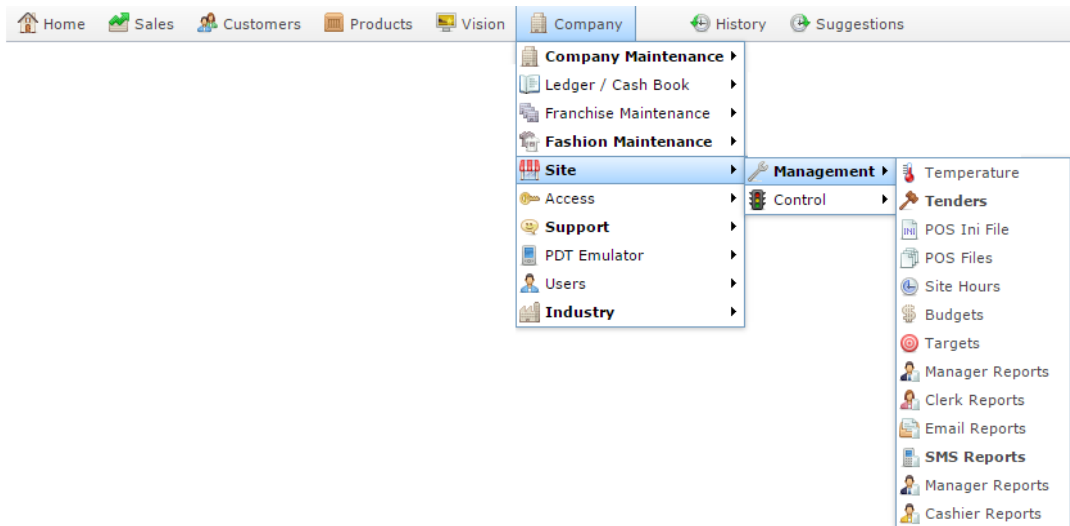 Home Sales Customers Products Vision Company History Suggestions
Company Maintenance
Ledger / Cash Book
Franchise Maintenance
Fashion Maintenance
Site
Access
Support
PDT Emulator
Users
Industry
Management
Control
Temperature
Tenders
INI POS Ini File
POS Files
Site Hours
Budgets
Targets
Manager Reports
Clerk Reports
Email Reports
SMS Reports
Manager Reports
Cashier Reports